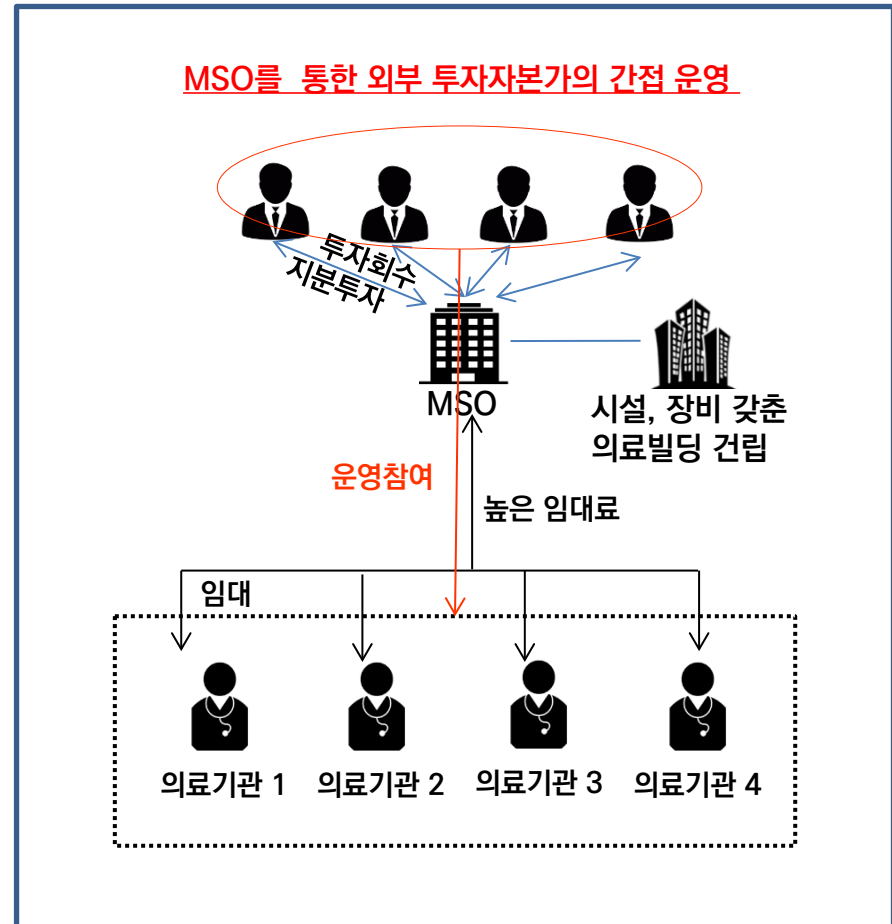 MSO를 통한 외부 투자자본가의 간접 운영
투자회수
지분투자
MSO
시설, 장비 갖춘
의료빌딩 건립
운영참여
높은 임대료
임대
의료기관 1
의료기관 2
의료기관 3
의료기관 4